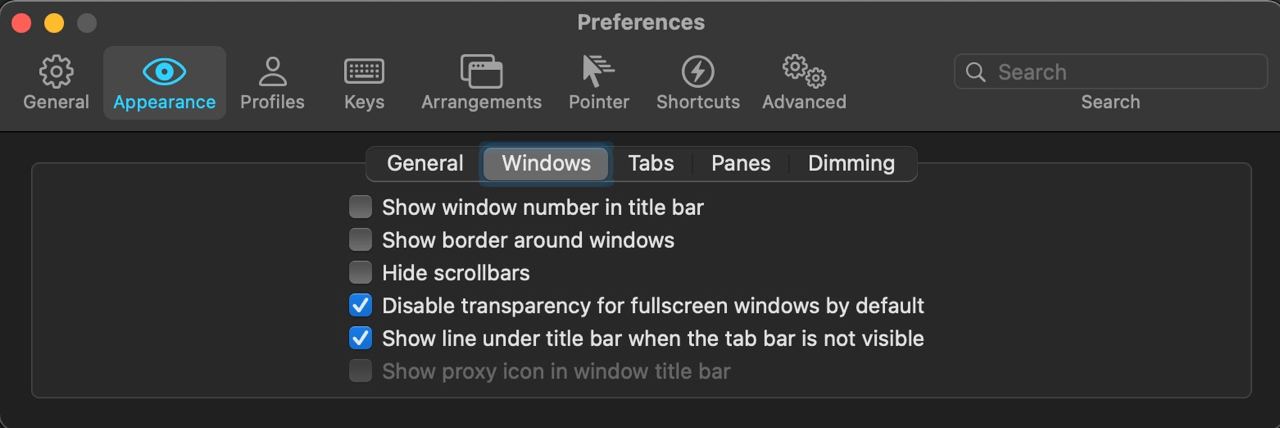 Preferences
General Appearance Profiles Keys Arrangements Pointer Shortcuts Advanced Search
Search
General Windows Tabs Panes Dimming
Show window number in title bar
Show border around windows
Hide scrollbars
Disable transparency for fullscreen windows by default
Show line under title bar when the tab bar is not visible
Show proxy icon in window title bar